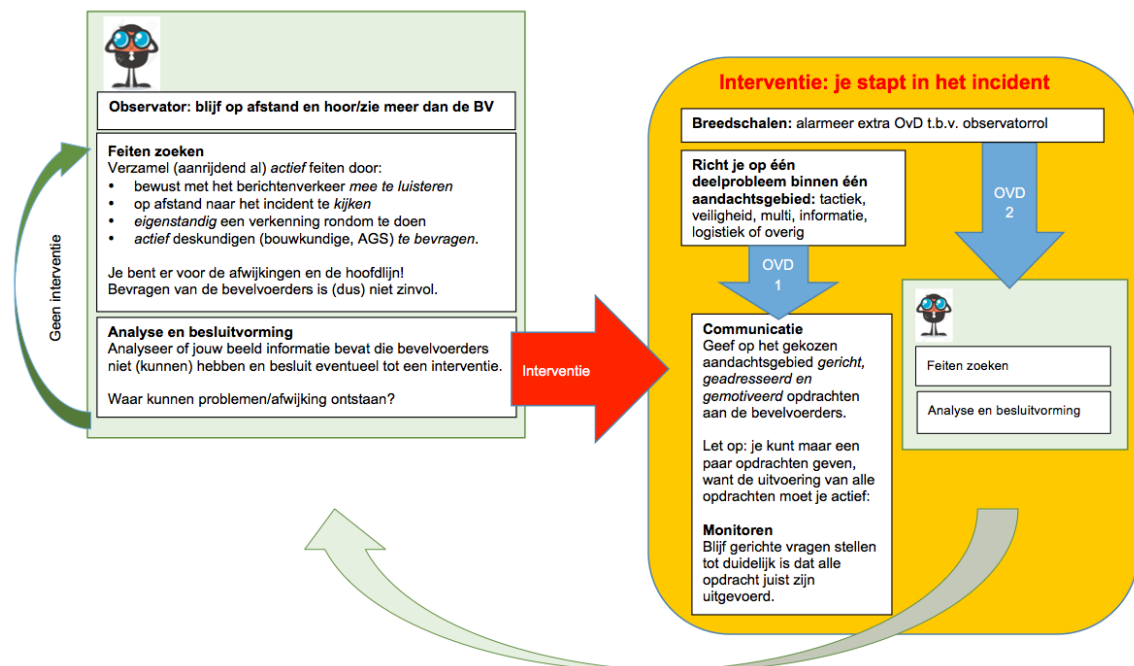 Geen interventie
Observator: blijf op afstand en hoor/zie meer dan de BV
Feiten zoeken
Verzamel (aanrijdend al) actief feiten door:
• bewust met het berichtenverkeer mee te luisteren
• op afstand naar het incident te kijken
• eigenstandig een verkenning rondom te doen
• actief deskundigen (bouwkundige, AGS) te bevragen.
Je bent er voor de afwijkingen en de hoofdlijn!
Bevragen van de bevelvoerders is (dus) niet zinvol.
Analyse en besluitvorming
Analyseer of jouw beeld informatie bevat die bevelvoerders
niet (kunnen) hebben en besluit eventueel tot een interventie.
Waar kunnen problemen/afwijking ontstaan?
Interventie
Interventie: je stapt in het incident
Breedschalen: alarmeer extra OvD t.b.v. observatorrol
Richt je op één
deelprobleem binnen één
aandachtsgebied: tactiek,
veiligheid, multi, informatie,
logistiek of overig
OVD
1
Communicatie
Geef op het gekozen
aandachtsgebied gericht,
geadresseerd en
gemotiveerd opdrachten
aan de bevelvoerders.
Let op: je kunt maar een
paar opdrachten geven,
want de uitvoering van alle
opdrachten moet je actief:
Monitoren
Blijf gerichte vragen stellen
tot duidelijk is dat alle
opdracht juist zijn
uitgevoerd.
OVD
2
Feiten zoeken
Analyse en besluitvorming